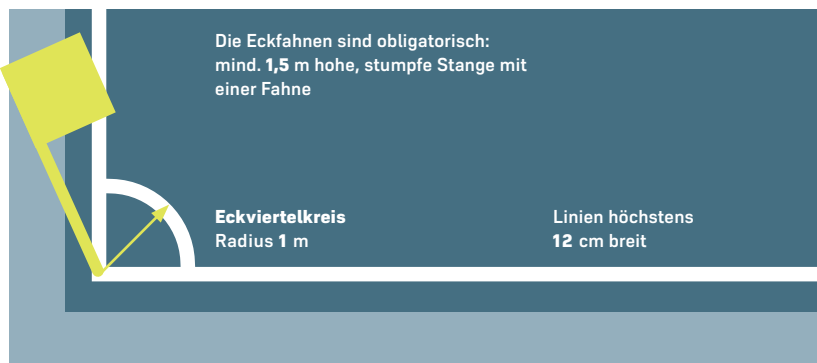 Die Eckfahnen sind obligatorisch:
mind. 1,5 m hohe, stumpfe Stange mit
einer Fahne
Eckviertelkreis
Radius 1 m
Linien höchstens
12 cm breit